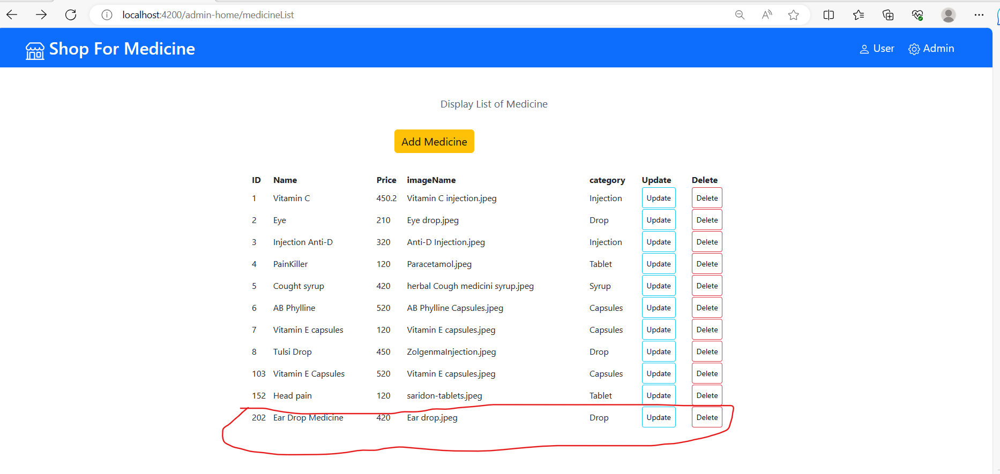 localhost:4200/admin-home/medicineList
Shop For Medicine User Admin
Display List of Medicine
Add Medicine
ID Name Price imageName category Update Delete
1 Vitamin C 450.2 Vitamin C injection.jpeg Injection Update Delete
2 Eye 210 Eye drop.jpeg Drop Update Delete
3 Injection Anti-D 320 Anti-D Injection.jpeg Injection Update Delete
4 PainKiller 120 Paracetamol.jpeg Tablet Update Delete
5 Cought syrup 420 herbal Cough medicini syrup.jpeg Syrup Update Delete
6 AB Phylline 520 AB Phylline Capsules.jpeg Capsules Update Delete
7 Vitamin E capsules 120 Vitamin E capsules.jpeg Capsules Update Delete
8 Tulsi Drop 450 ZolgenmaInjection.jpeg Drop Update Delete
103 Vitamin E Capsules 520 Vitamin E capsules.jpeg Capsules Update Delete
152 Head pain 120 saridon-tablets.jpeg Tablet Update Delete
202 Ear Drop Medicine 420 Ear drop.jpeg Drop Update Delete